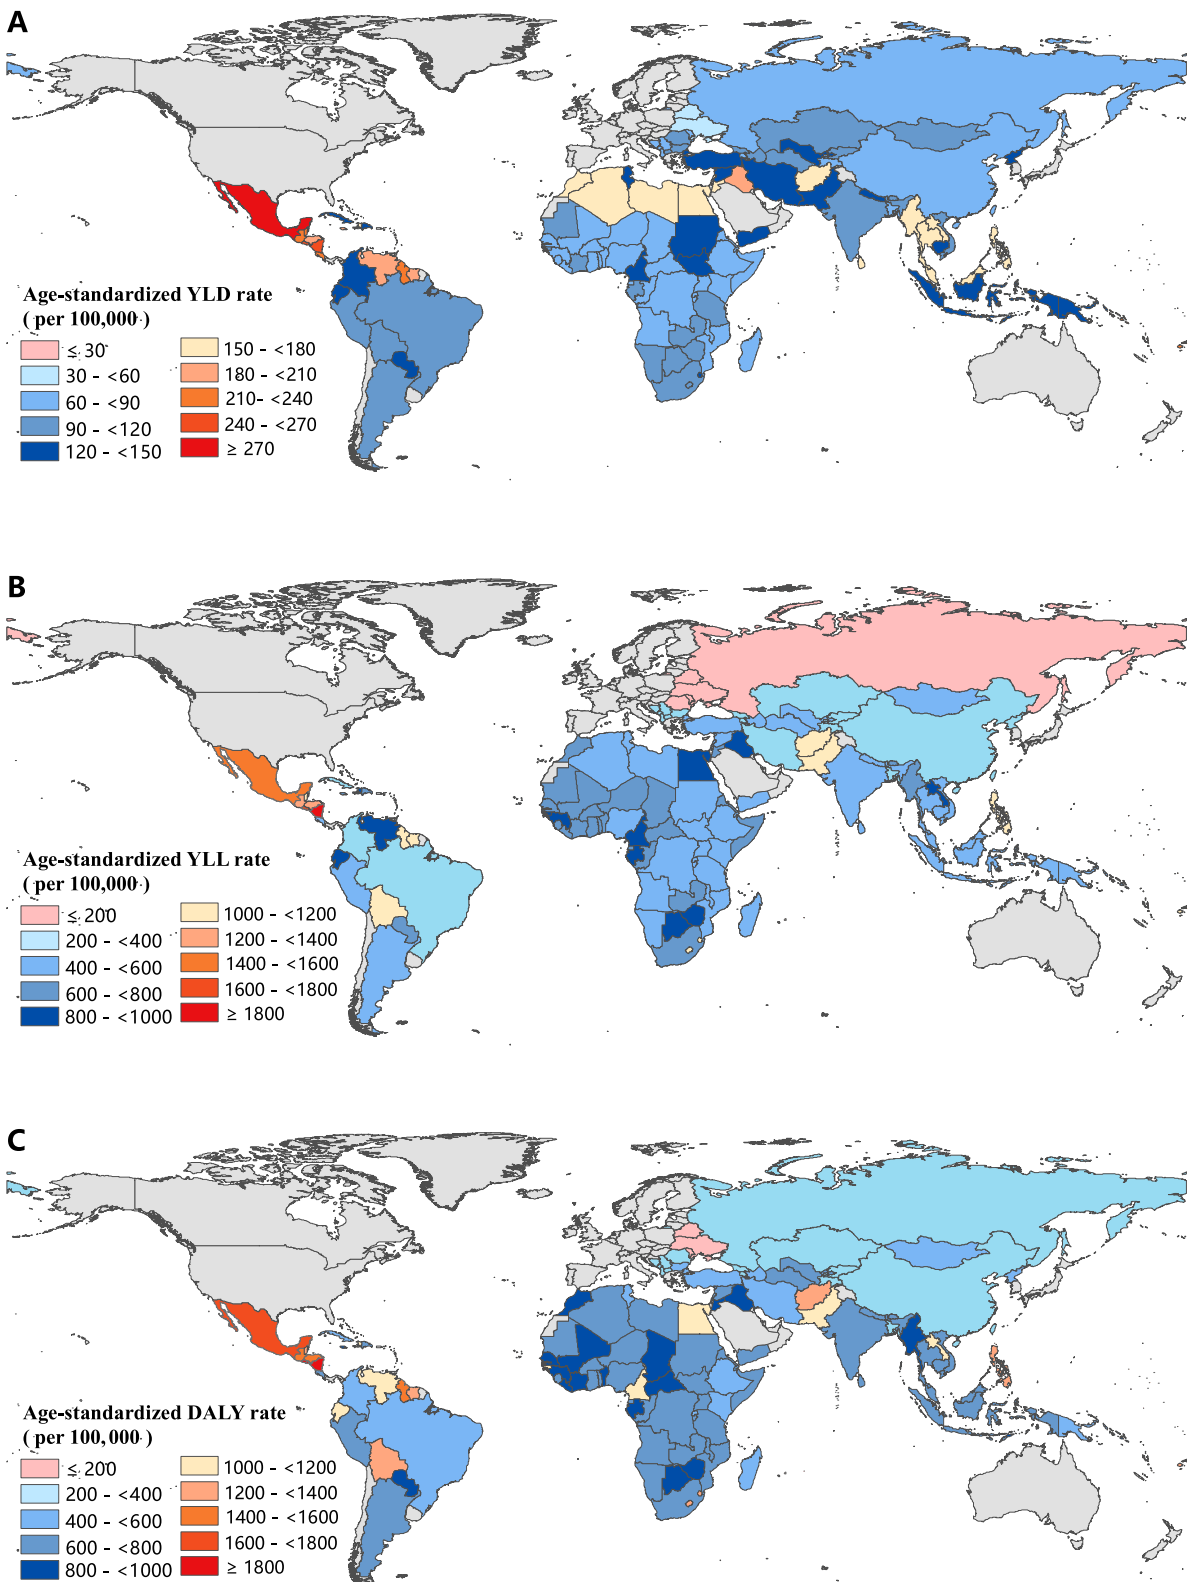 A
Age-standardized YLD rate
( per 100,000 )
≤ 30
30 - <60
60 - <90
90 - <120
120 - <150
150 - <180
180 - <210
210- <240
240 - <270
≥ 270
B
Age-standardized YLL rate
( per 100,000 )
≤ 200
200 - <400
400 - <600
600 - <800
800 - <1000
1000 - <1200
1200 - <1400
1400 - <1600
1600 - <1800
≥ 1800
C
Age-standardized DALY rate
( per 100, 000 )
≤ 200
200 - <400
400 - <600
600 - <800
800 - <1000
1000 - <1200
1200 - <1400
1400 - <1600
1600 - <1800
≥ 1800